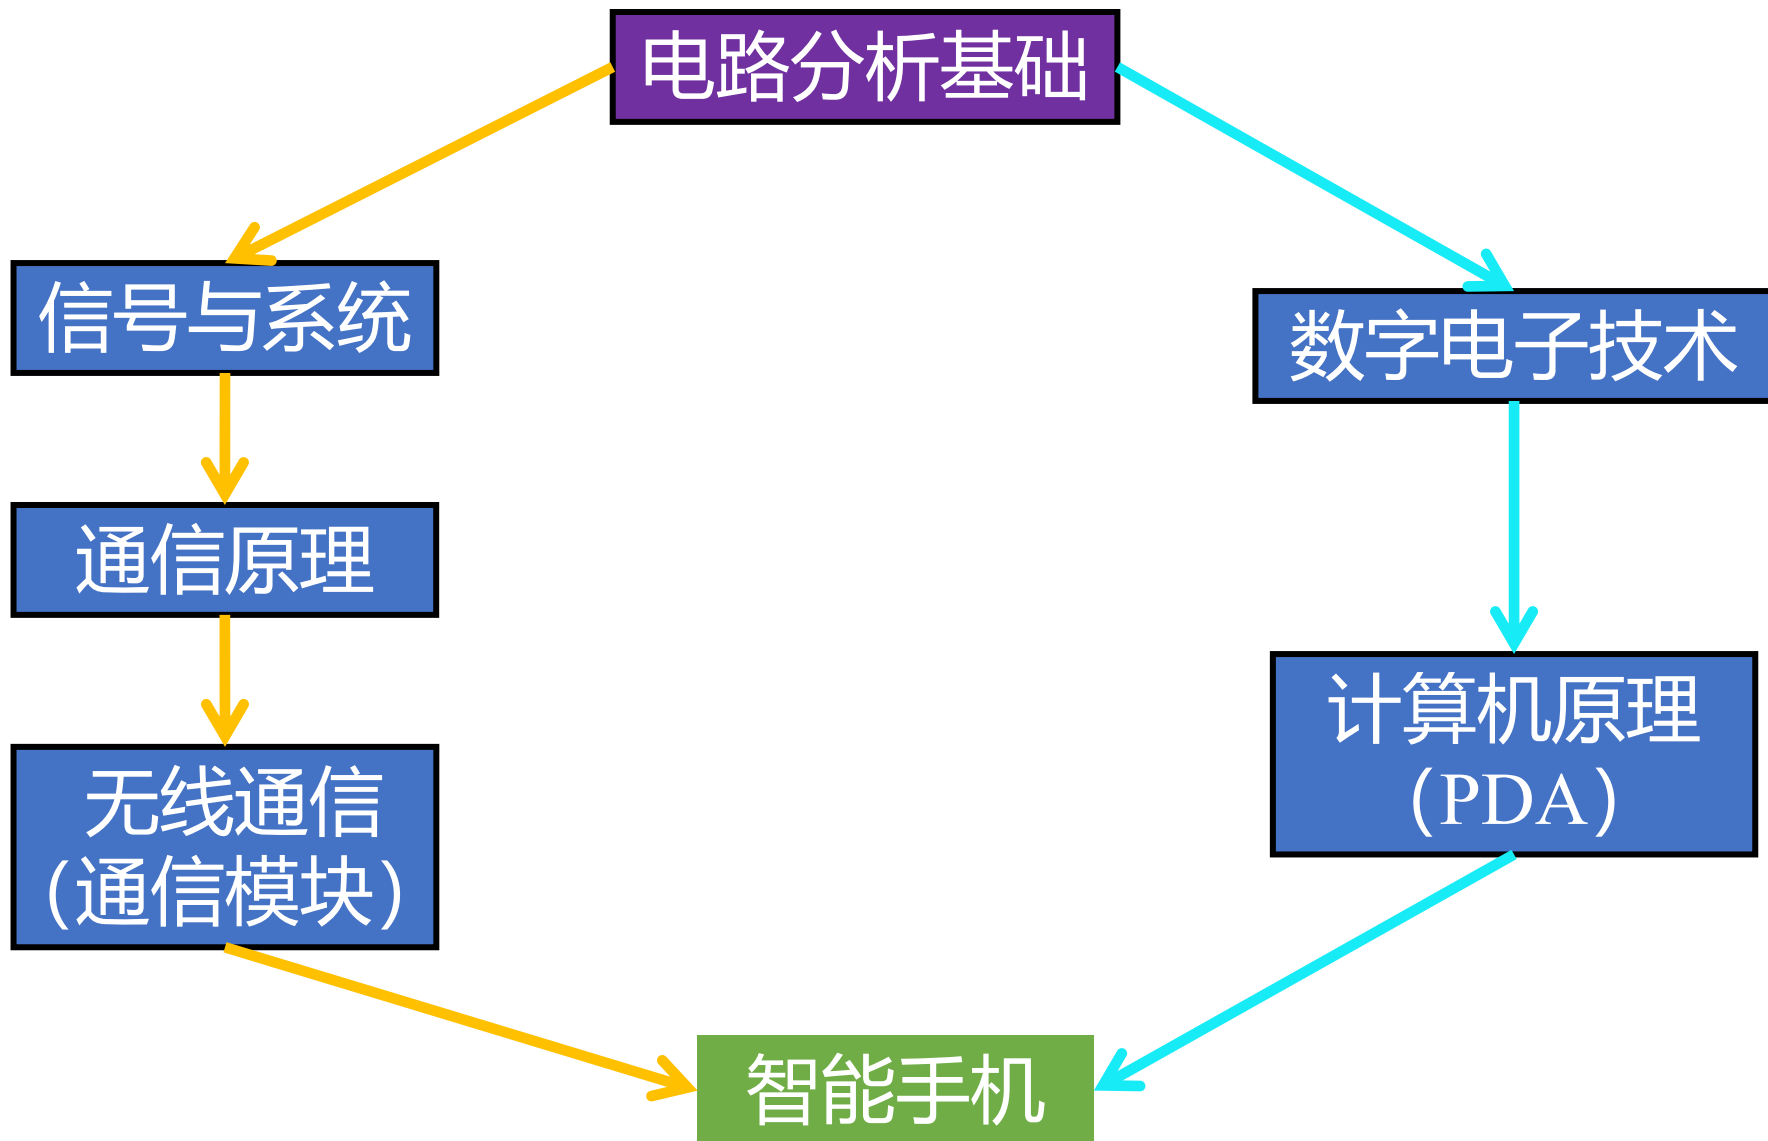 电路分析基础
信号与系统
数字电子技术
通信原理
计算机原理
（PDA）
无线通信
（通信模块）
智能手机